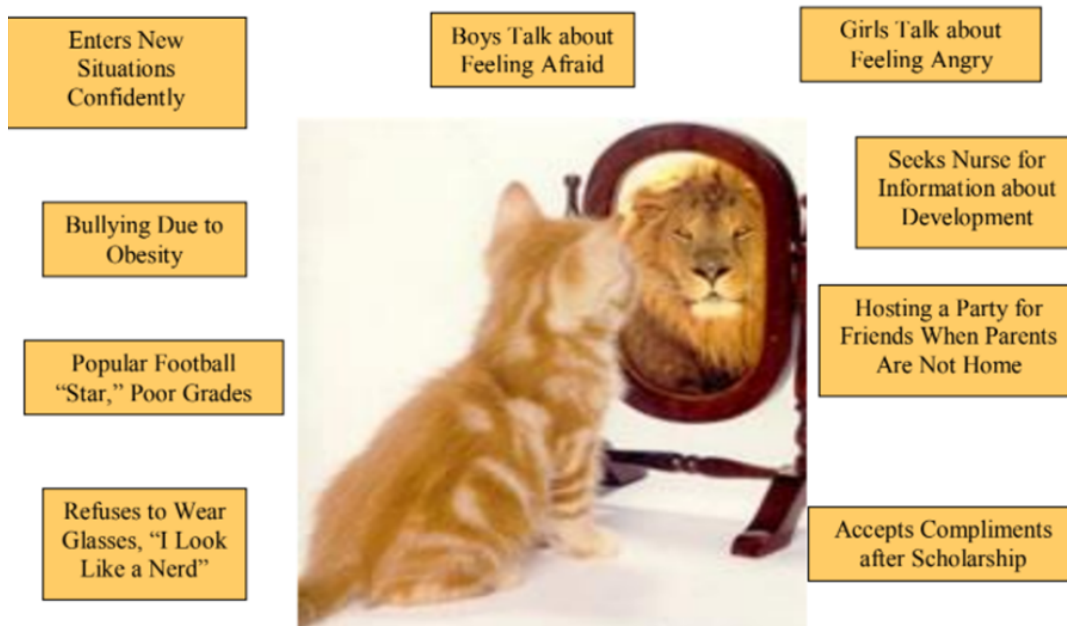 Enters New
Situations
Confidently
Boys Talk about
Feeling Afraid
Girls Talk about
Feeling Angry
Seeks Nurse for
Information about
Development
Bullying Due to
Obesity
Hosting a Party for
Friends When Parents
Are Not Home
Popular Football
“Star,” Poor Grades
Refuses to Wear
Glasses, “I Look
Like a Nerd”
Accepts Compliments
after Scholarship